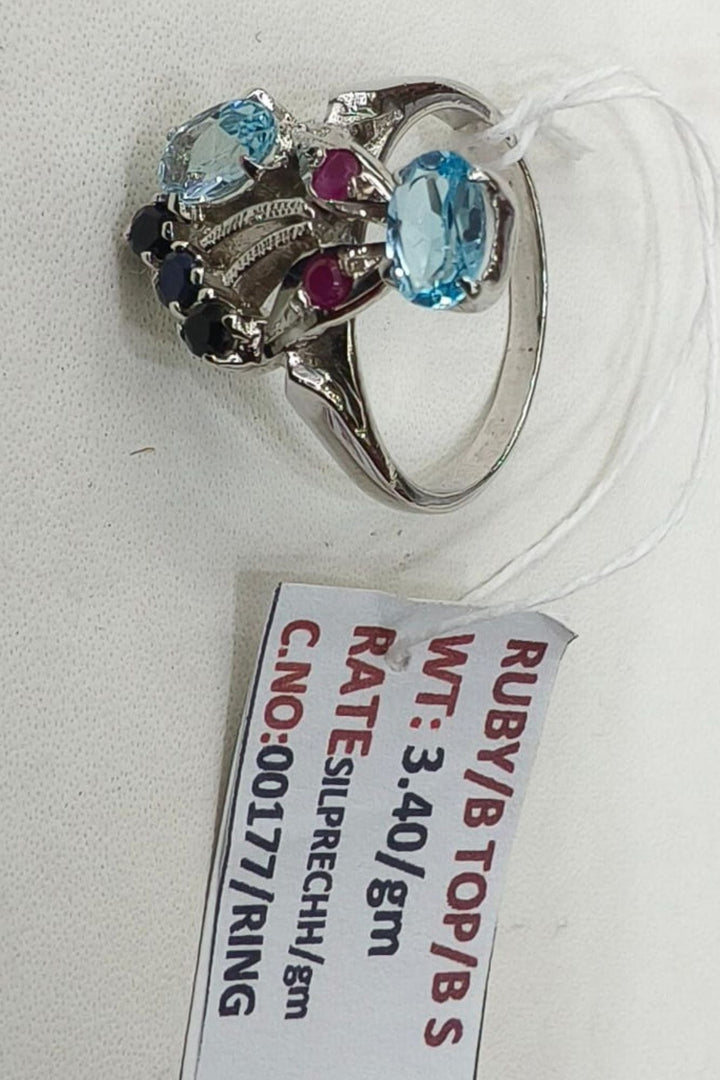 RUBY/B TOP/B S
WT: 3.40/gm
RATESILPRECHH/gm
C.NO:00177/RING